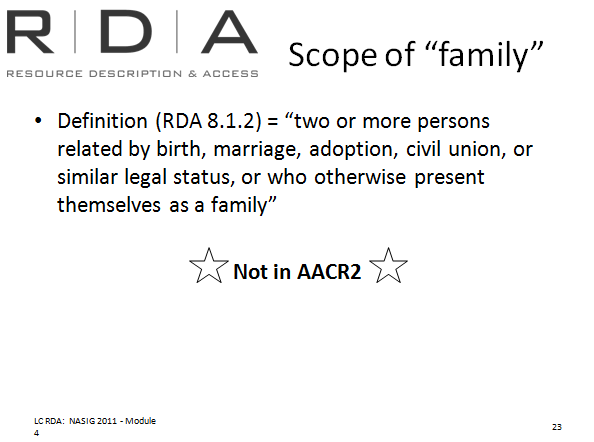 R | D | A
RESOURCE DESCRIPTION & ACCESS
Scope of “family”
• Definition (RDA 8.1.2) = “two or more persons
related by birth, marriage, adoption, civil union, or
similar legal status, or who otherwise present
themselves as a family”
Not in AACR2
LC RDA: NASIG 2011 - Module
4
23